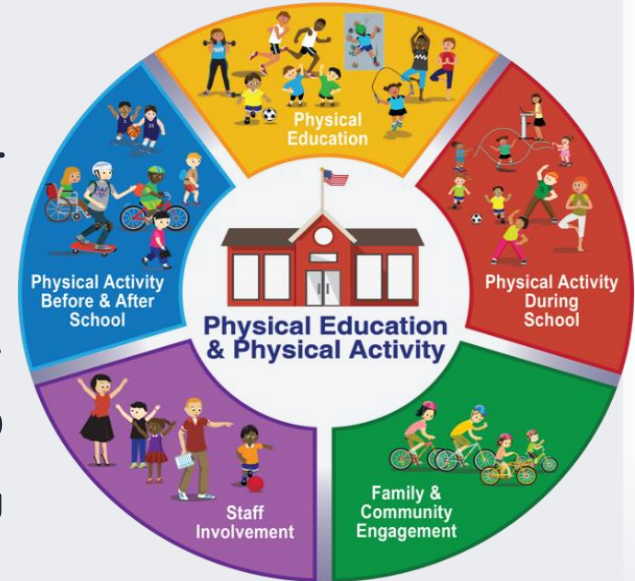 Physical
Education
Physical Activity
Before & After
School
Physical Activity
During
School
Physical Education
& Physical Activity
Staff
Involvement
Family &
Community
Engagement